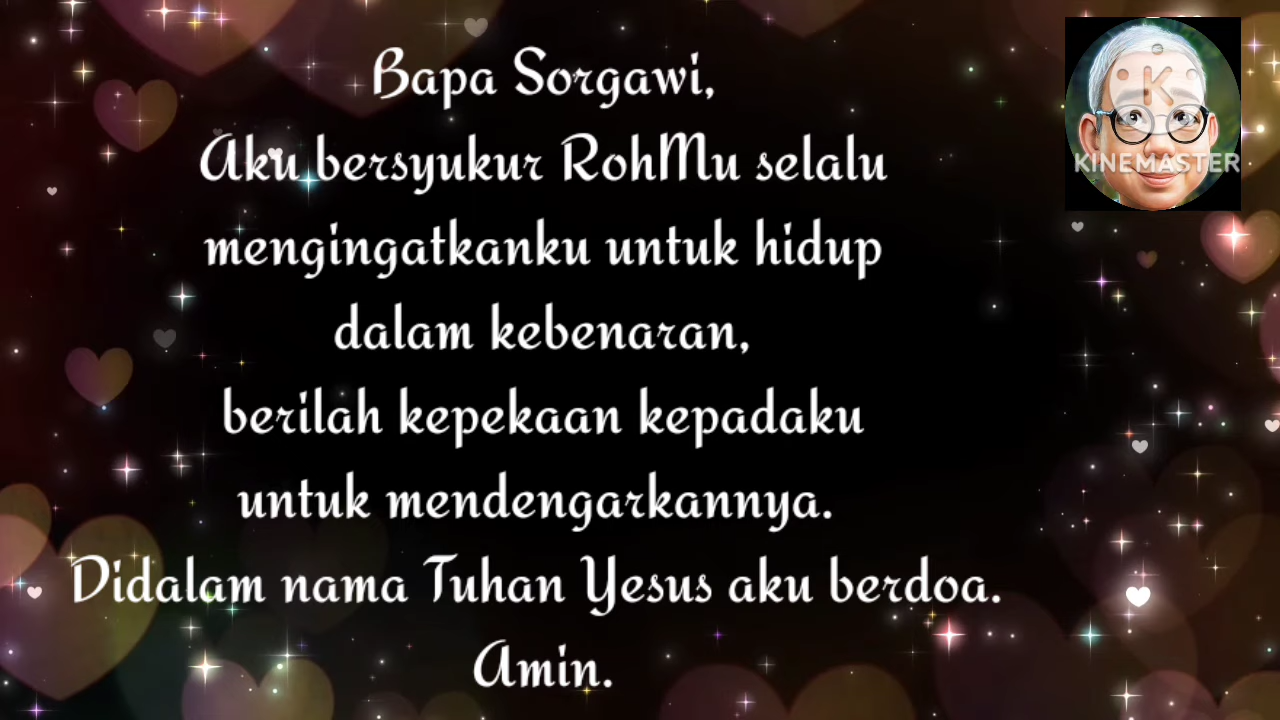 Bapa Sorgawi,
Aku bersyukur RohMu selalu
mengingatkanku untuk hidup
dalam kebenaran,
berilah kepekaan kepadaku
untuk mendengarkannya.
Didalam nama Tuhan Yesus aku berdoa.
Amin.
K
KINEMASTER